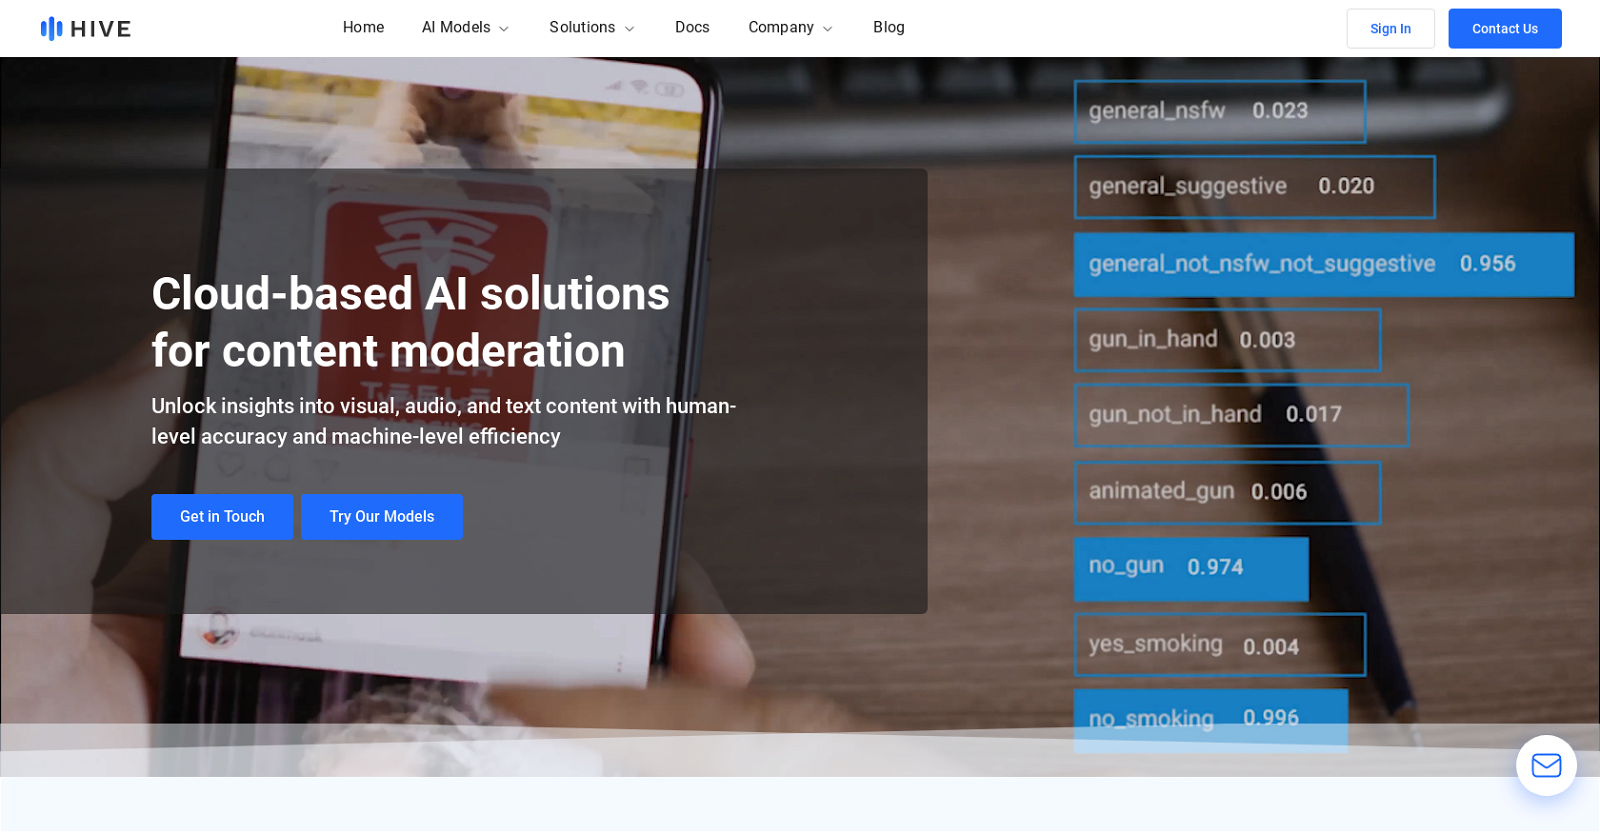 HIVE
Home
AI Models
Solutions
Docs
Company
Blog
Sign In
Contact Us
general_nsfw 0.023
general_suggestive 0.020
general_not_nsfw_not_suggestive 0.956
gun_in_hand 0.003
gun_not_in_hand 0.017
animated_gun 0.006
no_gun 0.974
yes_smoking 0.004
no_smoking 0.996
Cloud-based AI solutions
for content moderation
Unlock insights into visual, audio, and text content with human-
level accuracy and machine-level efficiency
Get in Touch
Try Our Models